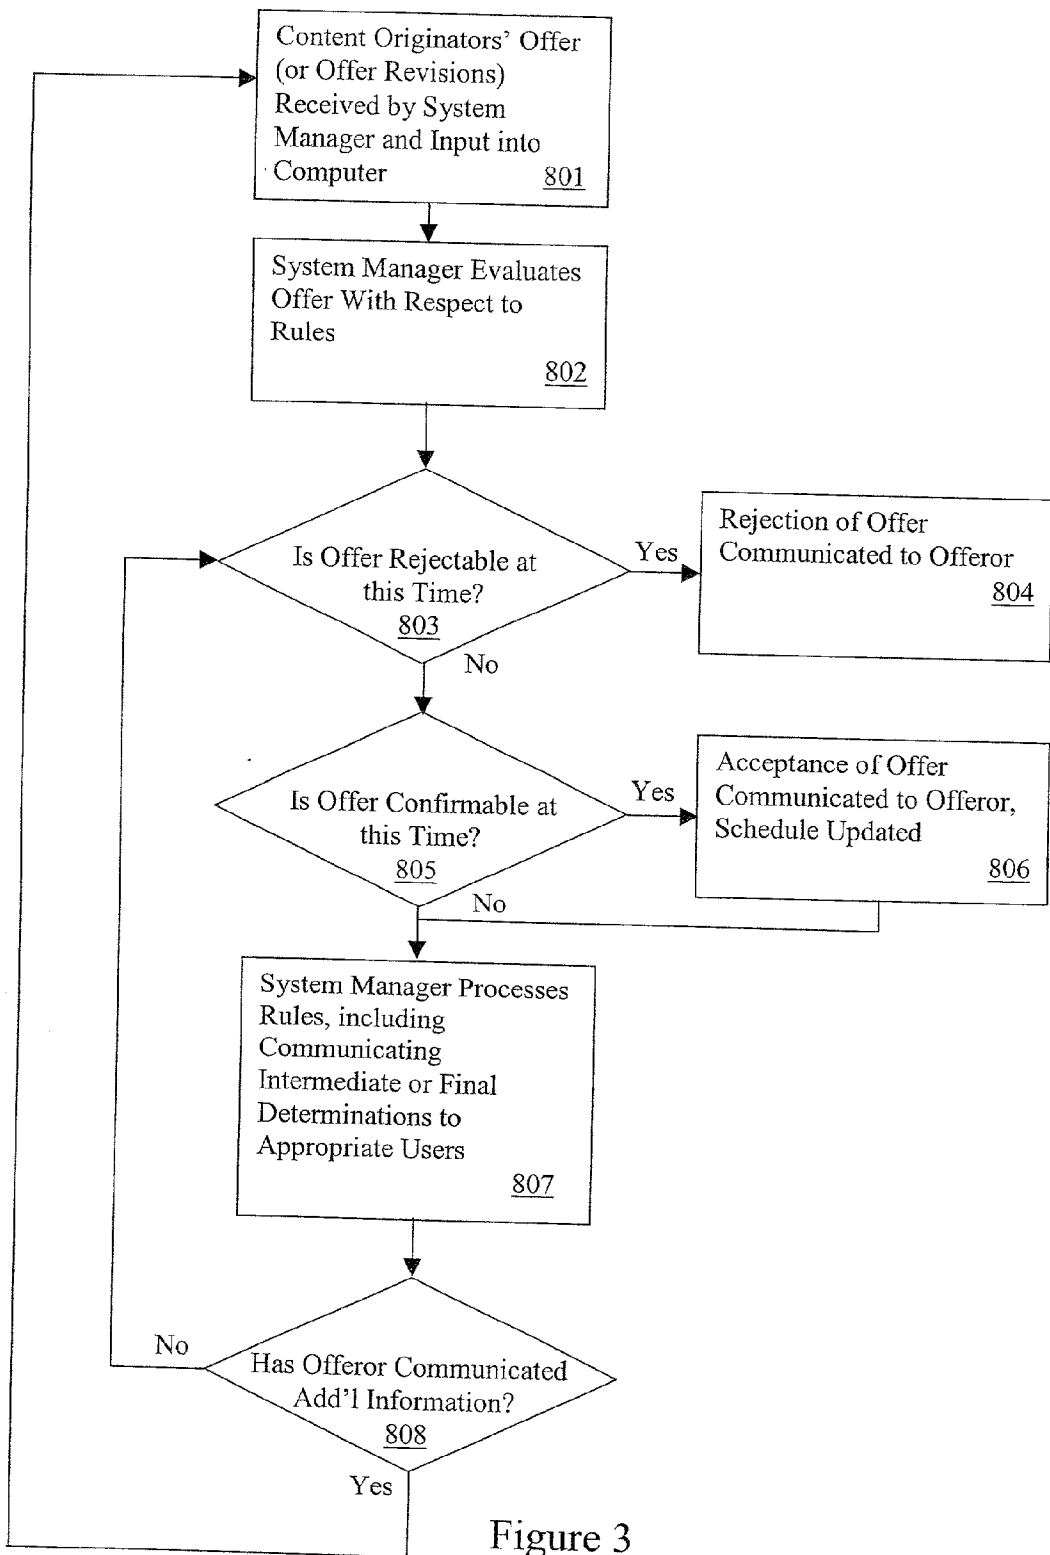 Content Originators' Offer
(or Offer Revisions)
Received by System
Manager and Input into
Computer 801
System Manager Evaluates
Offer With Respect to
Rules
802
Is Offer Rejectable at
this Time?
803
Yes
No
Rejection of Offer
Communicated to Offeror
804
Is Offer Confirmable at
this Time?
805
Yes
No
Acceptance of Offer
Communicated to Offeror,
Schedule Updated
806
System Manager Processes
Rules, including
Communicating
Intermediate or Final
Determinations to
Appropriate Users
807
No
Has Offeror Communicated
Add'l Information?
808
Yes
Figure 3